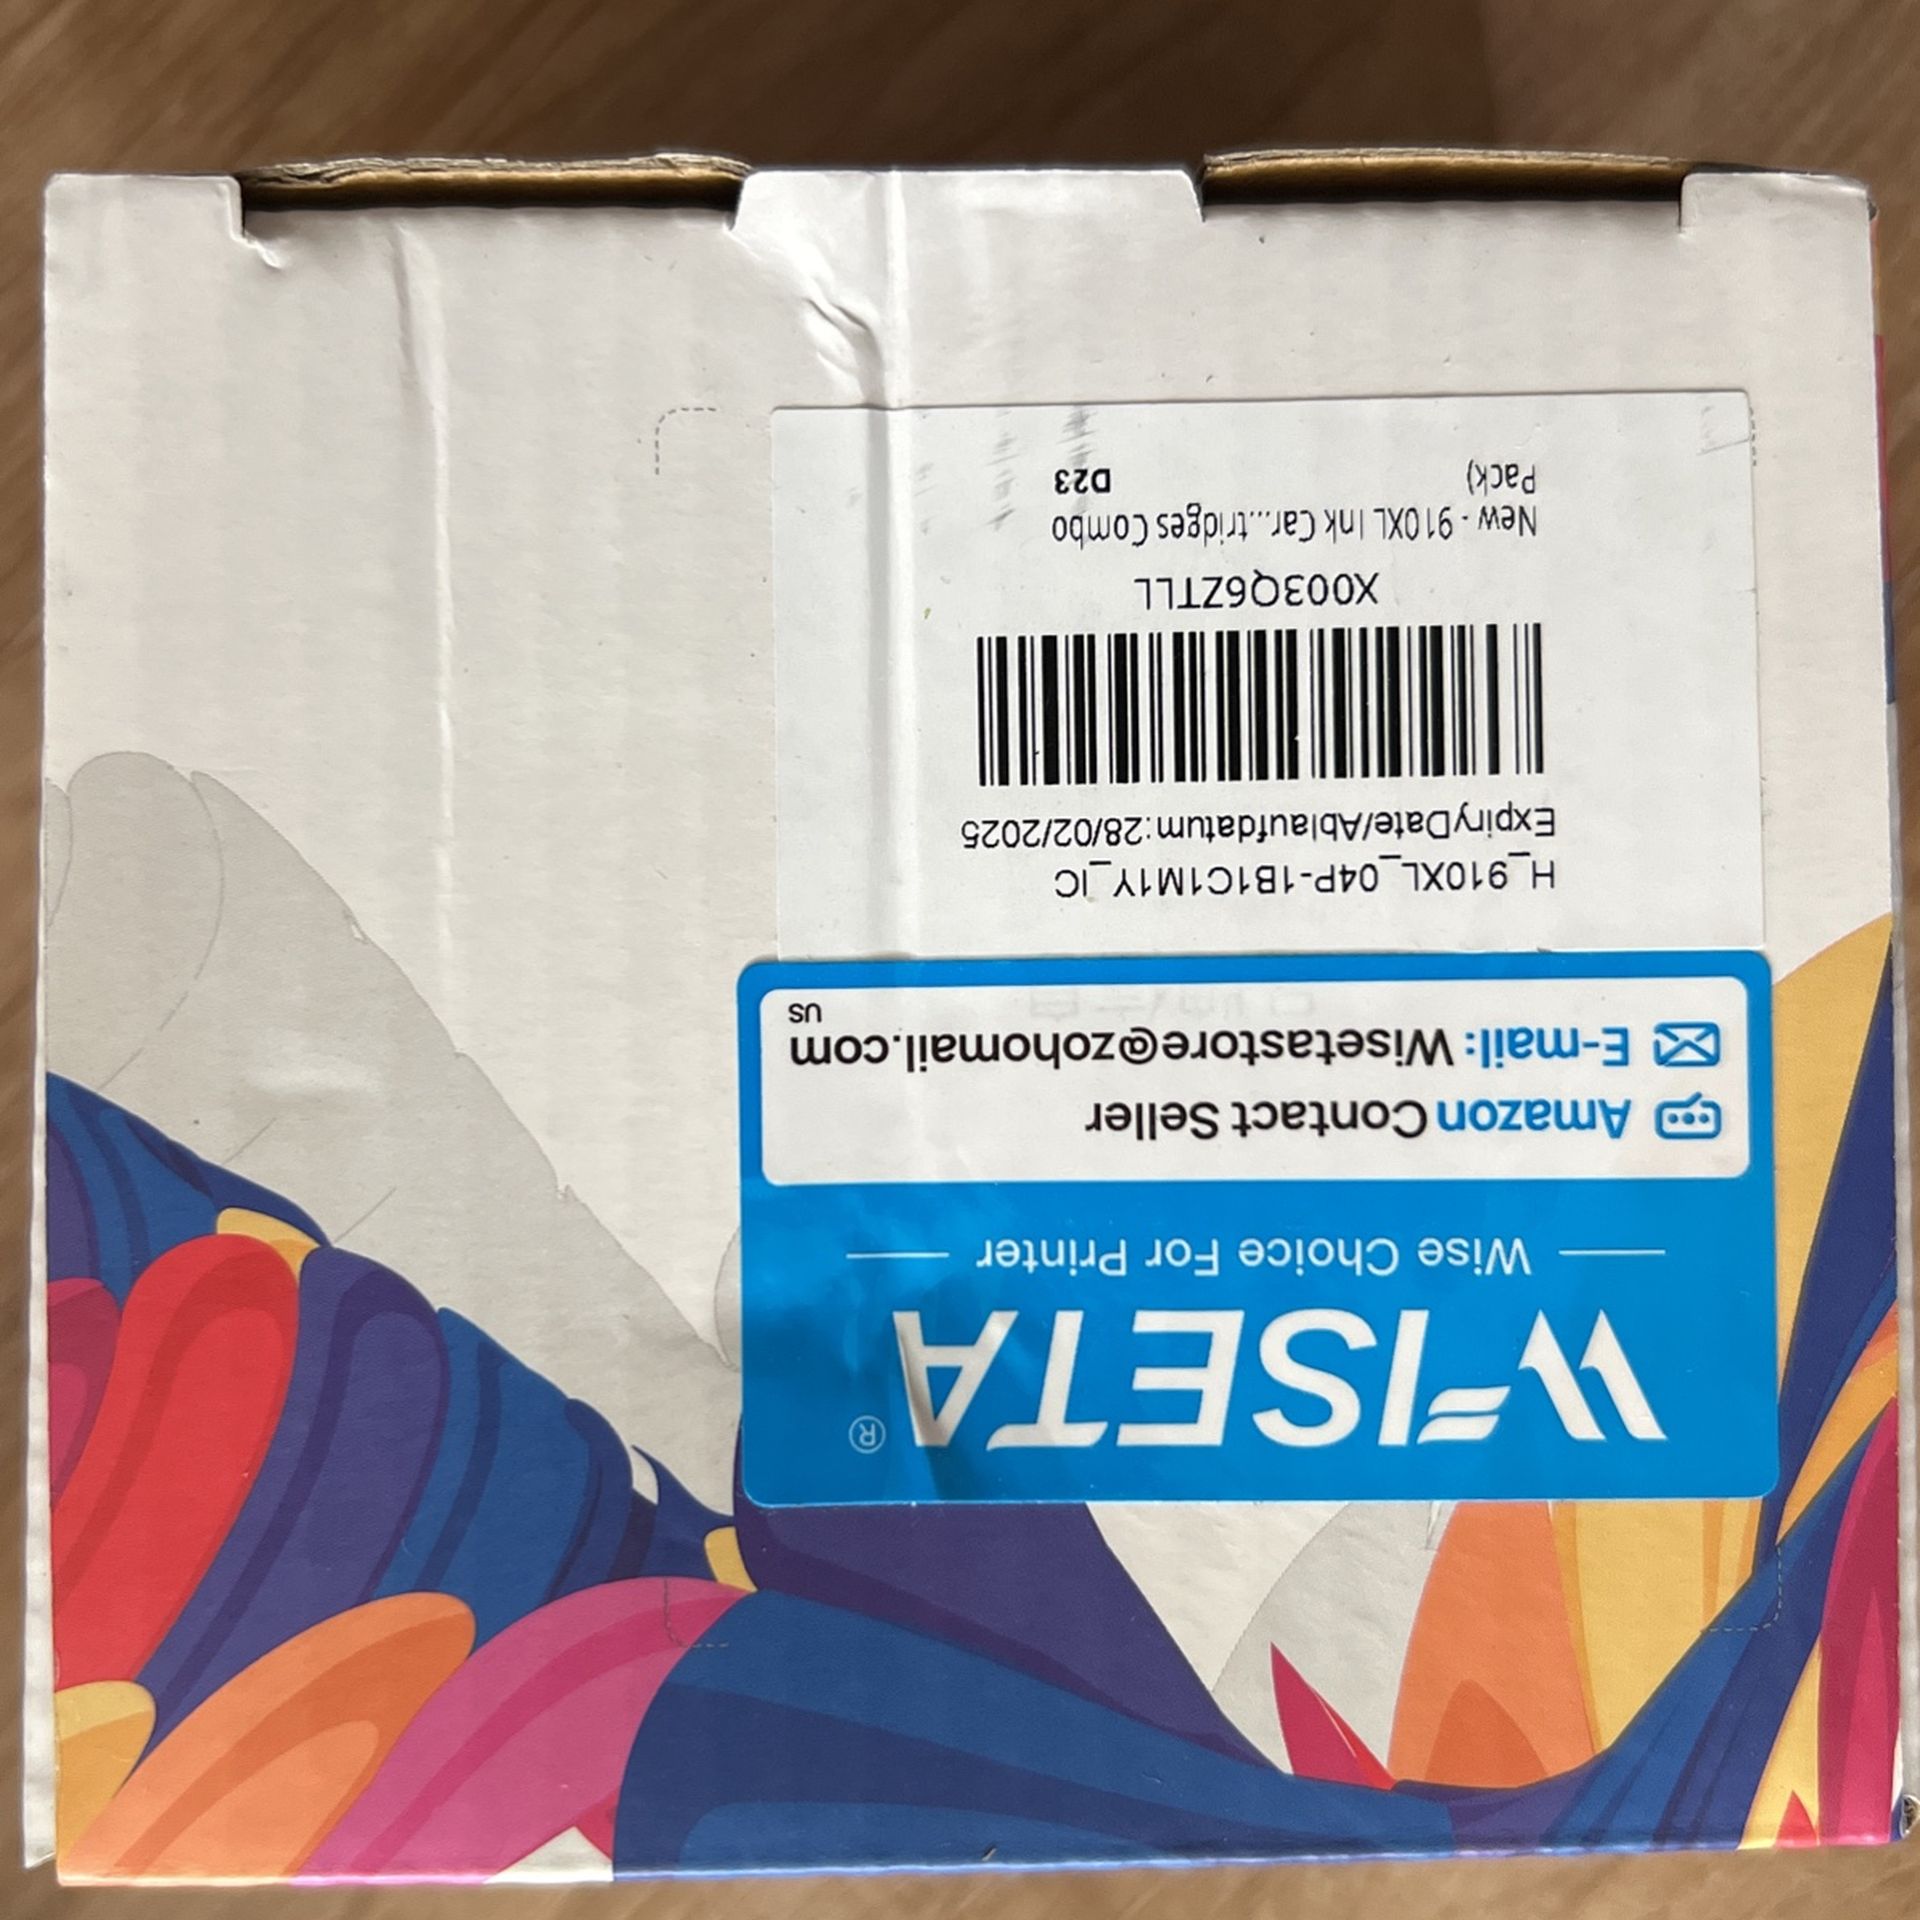 WISETA®
Wise Choice For Printer
Amazon Contact Seller
E-mail: Wisetastore@zohomail.com
US
H_910XL_04P-1B1C1M1Y_IC
ExpiryDate/Ablaufdatum:28/02/2025
X003Q6ZTLL
New - 910XL Ink Car...tridges Combo
Pack) D23